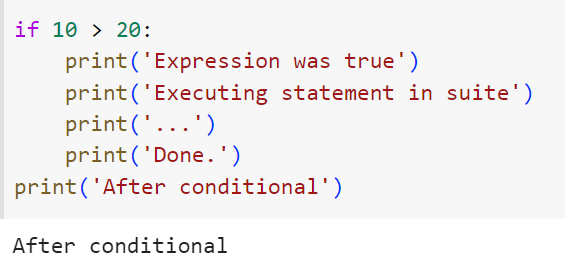 if 10 > 20:
    print('Expression was true')
    print('Executing statement in suite')
    print('...')
    print('Done.')
print('After conditional')
After conditional